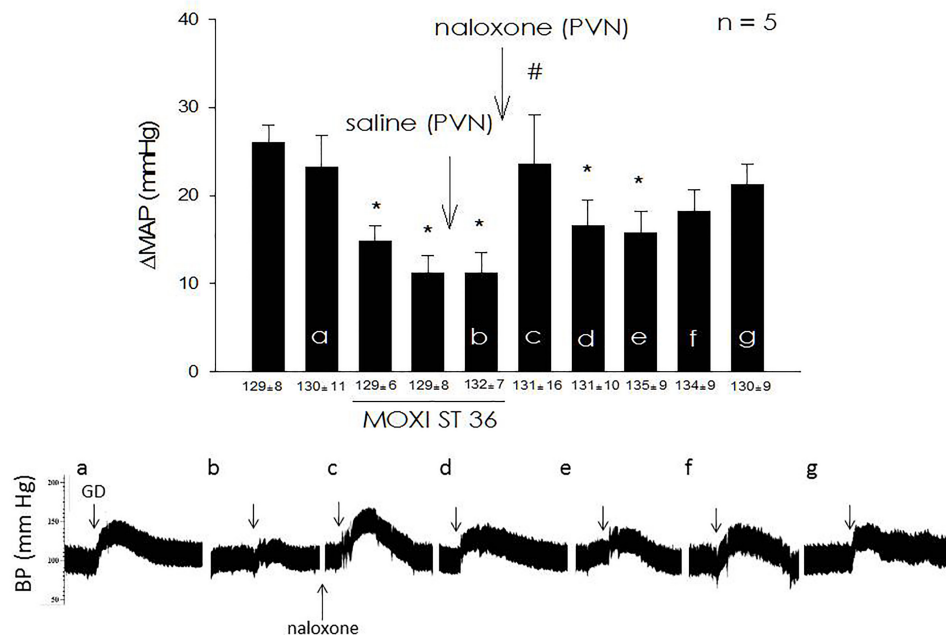 naloxone (PVN)
n = 5
saline (PVN)
#
ΔMAP (mmHg)
40
30
20
10
0
* * * * *
a b c d e f g
129±8 130±11 129±6 129±8 132±7 131±16 131±10 135±9 134±9 130±9
MOXI ST 36
a b c d e f g
GD
BP (mm Hg)
200
150
100
50
naloxone